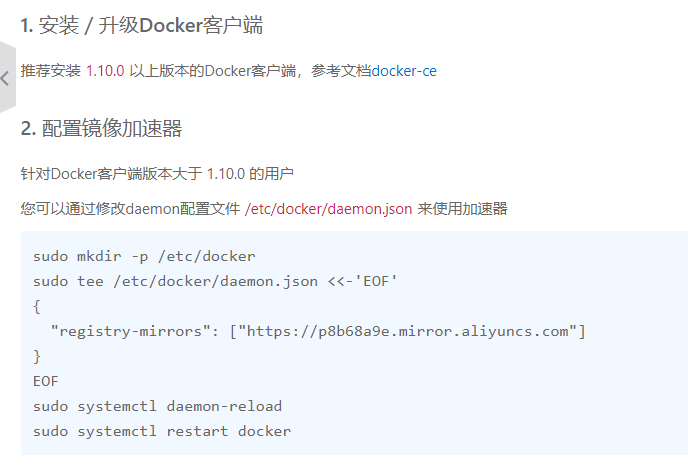 1. 安装 / 升级Docker客户端
推荐安装 1.10.0 以上版本的Docker客户端，参考文档docker-ce
2. 配置镜像加速器
针对Docker客户端版本大于 1.10.0 的用户
您可以通过修改daemon配置文件 /etc/docker/daemon.json 来使用加速器
sudo mkdir -p /etc/docker
sudo tee /etc/docker/daemon.json <<-'EOF'
{
  "registry-mirrors": ["https://p8b68a9e.mirror.aliyuncs.com"]
}
EOF
sudo systemctl daemon-reload
sudo systemctl restart docker